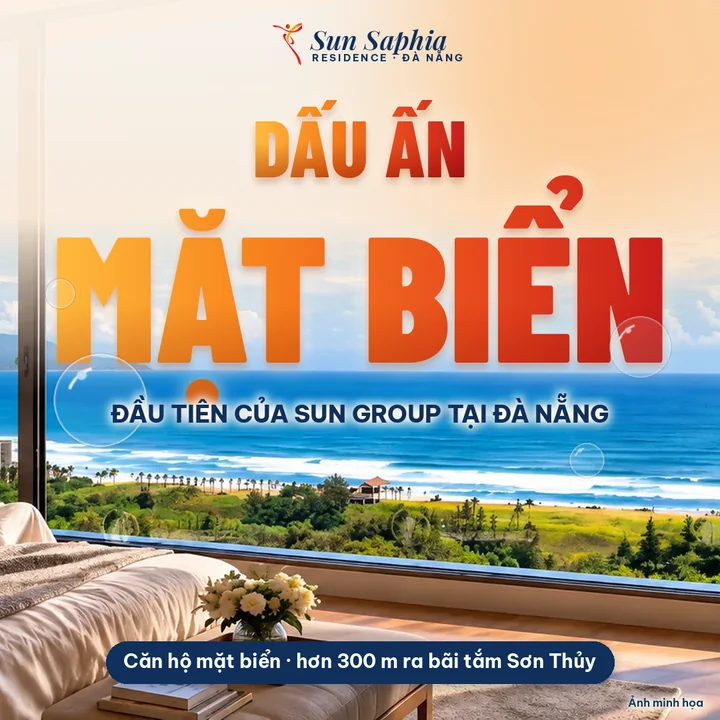 Sun Saphia
RESIDENCE · ĐÀ NẴNG
DẤU ẤN
MẶT BIỂN
ĐẦU TIÊN CỦA SUN GROUP TẠI ĐÀ NẴNG
Căn hộ mặt biển · hơn 300 m ra bãi tắm Sơn Thủy
Ảnh minh họa